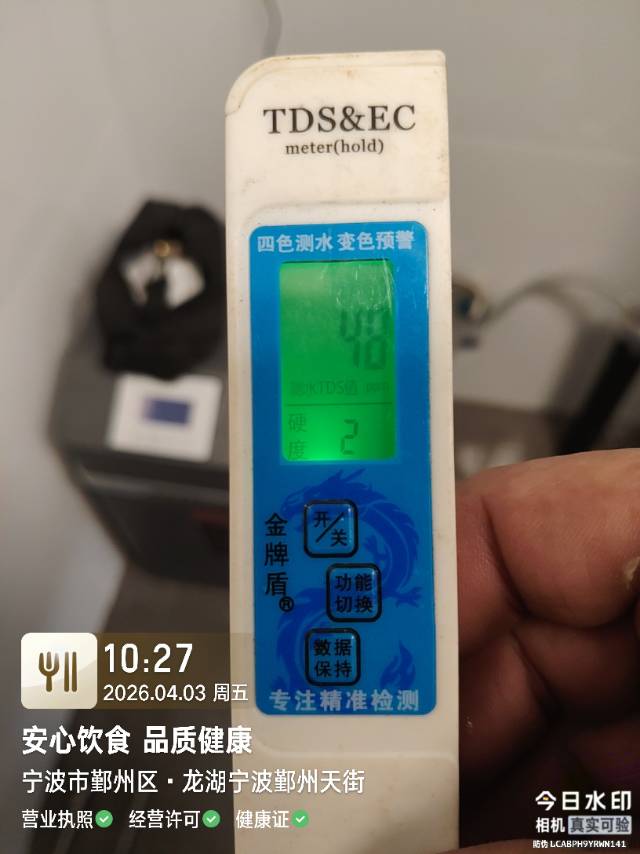 TDS&EC
meter(hold)
四色测水 变色预警
测水TDS值 ppm
硬度 2
开/关
金牌盾®
功能切换
数据保持
专注精准检测
10:27
2026.04.03 周五
安心饮食 品质健康
宁波市鄞州区·龙湖宁波鄞州天街
营业执照 经营许可 健康证
今日水印
相机 真实可验
防伪 LCABPH9YRWN141